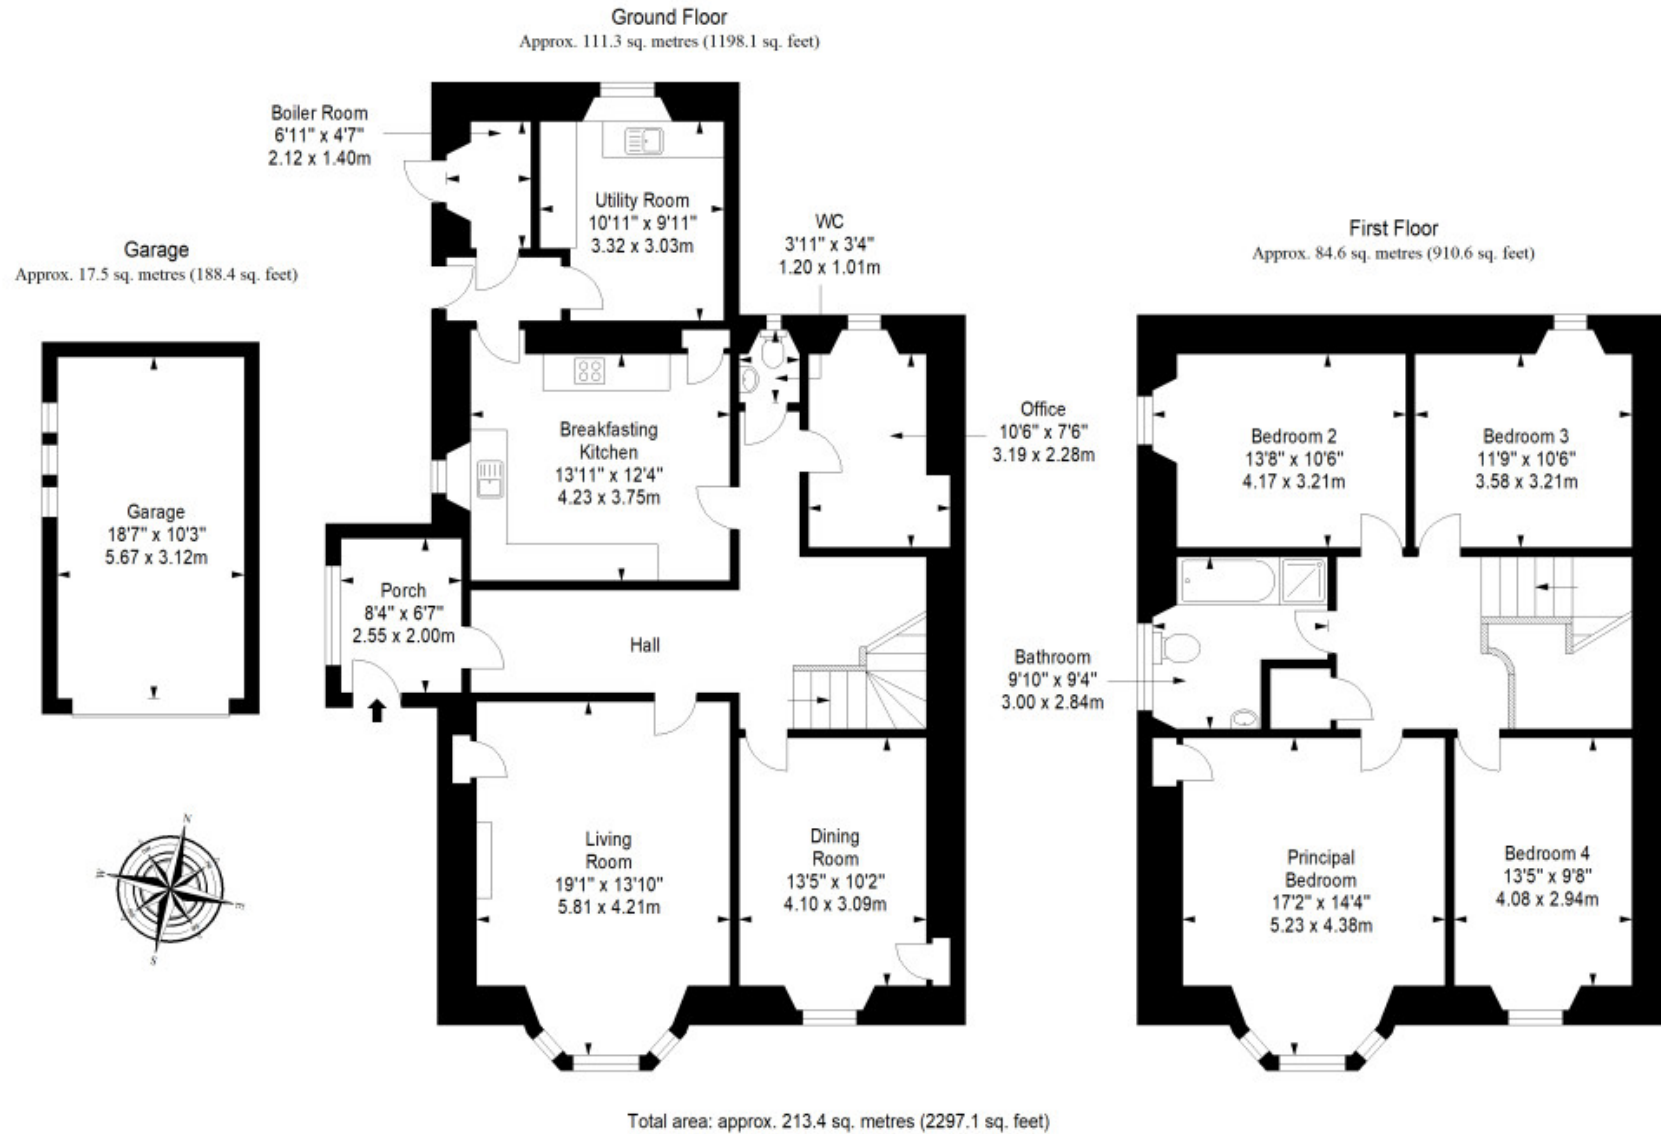 Ground Floor
Approx. 111.3 sq. metres (1198.1 sq. feet)
Boiler Room
6'11" x 4'7"
2.12 x 1.40m
Utility Room
10'11" x 9'11"
3.32 x 3.03m
WC
3'11" x 3'4"
1.20 x 1.01m
First Floor
Approx. 84.6 sq. metres (910.6 sq. feet)
Garage
Approx. 17.5 sq. metres (188.4 sq. feet)
Breakfasting
Kitchen
13'11" x 12'4"
4.23 x 3.75m
Office
10'6" x 7'6"
3.19 x 2.28m
Bedroom 2
13'8" x 10'6"
4.17 x 3.21m
Bedroom 3
11'9" x 10'6"
3.58 x 3.21m
Garage
18'7" x 10'3"
5.67 x 3.12m
Porch
8'4" x 6'7"
2.55 x 2.00m
Hall
Bathroom
9'10" x 9'4"
3.00 x 2.84m
N
W
E
S
Living
Room
19'1" x 13'10"
5.81 x 4.21m
Dining
Room
13'5" x 10'2"
4.10 x 3.09m
Principal
Bedroom
17'2" x 14'4"
5.23 x 4.38m
Bedroom 4
13'5" x 9'8"
4.08 x 2.94m
Total area: approx. 213.4 sq. metres (2297.1 sq. feet)